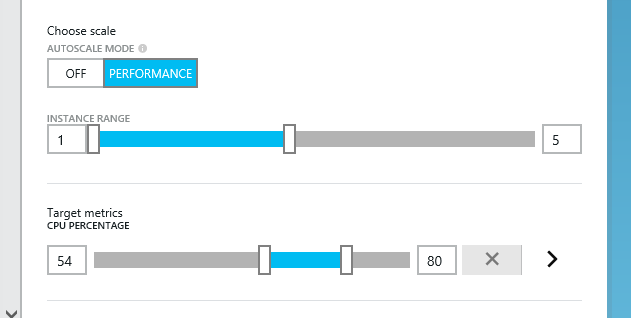 Choose scale
AUTOSCALE MODE
OFF PERFORMANCE
INSTANCE RANGE
1 5
Target metrics
CPU PERCENTAGE
54 80